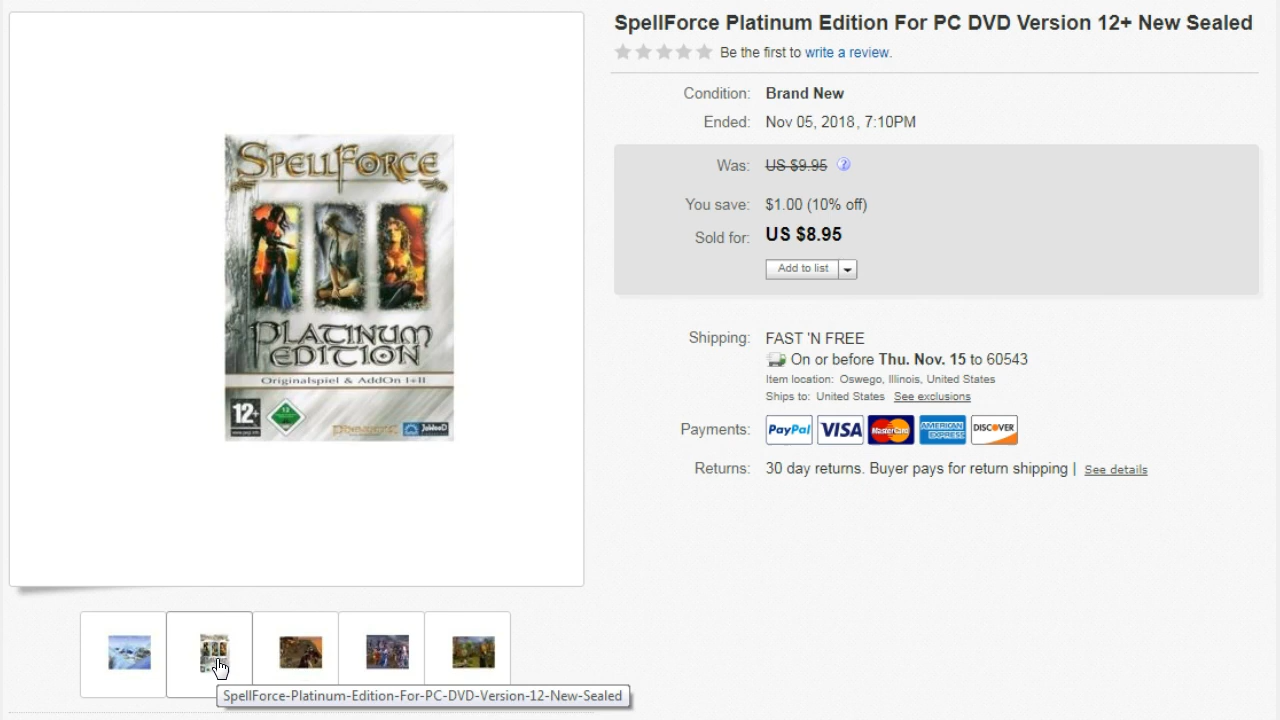 SpellForce Platinum Edition For PC DVD Version 12+ New Sealed
Be the first to write a review.
Condition: Brand New
Ended: Nov 05, 2018, 7:10PM
Was: US $9.95
You save: $1.00 (10% off)
Sold for: US $8.95
Add to list
Shipping: FAST 'N FREE
On or before Thu. Nov. 15 to 60543
Item location: Oswego, Illinois, United States
Ships to: United States See exclusions
Payments: PayPal VISA MasterCard AMERICAN EXPRESS DISCOVER
Returns: 30 day returns. Buyer pays for return shipping | See details
SPELLFORCE
PLATINUM
EDITION
Originalspiel & AddOn I+II
12+
12
JoWooD
SpellForce-Platinum-Edition-For-PC-DVD-Version-12-New-Sealed